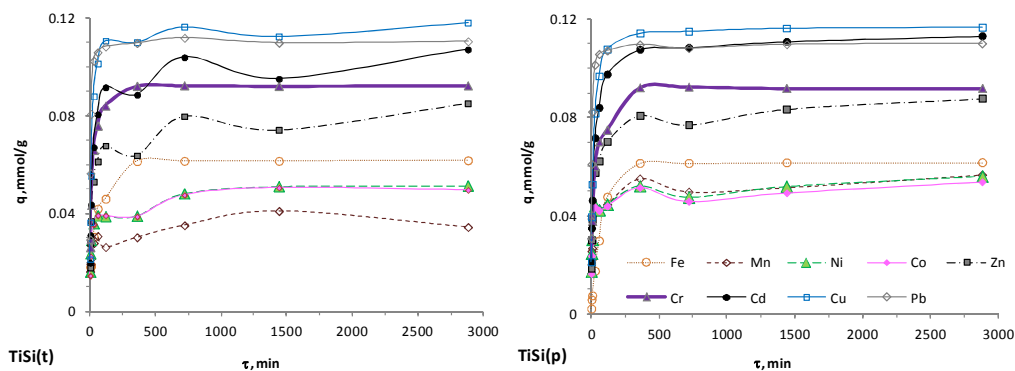 0.12
0.08
0.04
0
q, mmol/g
0 500 1000 1500 2000 2500 3000
TiSi(t)
τ, min
0.12
0.08
0.04
0
q, mmol/g
Fe Mn Ni Co Zn
Cr Cd Cu Pb
0 500 1000 1500 2000 2500 3000
TiSi(p)
τ, min